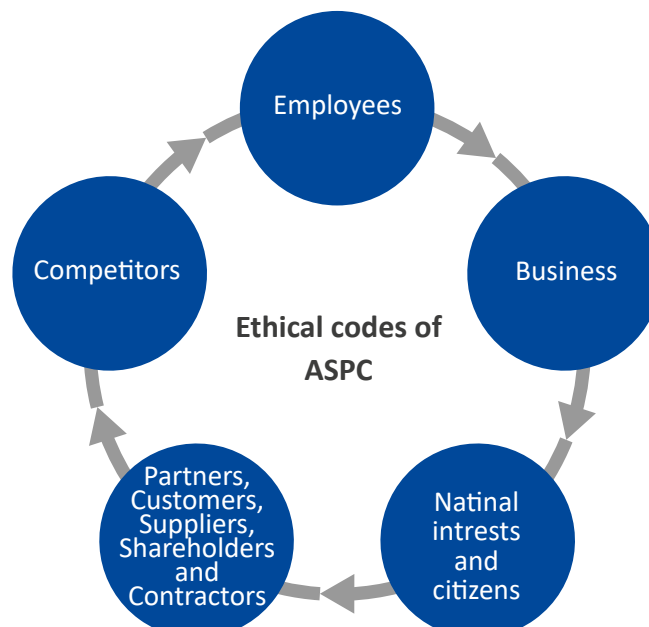 Employees
Business
Natinal
intrests
and
citizens
Partners,
Customers,
Suppliers,
Shareholders
and
Contractors
Competitors
Ethical codes of
ASPC